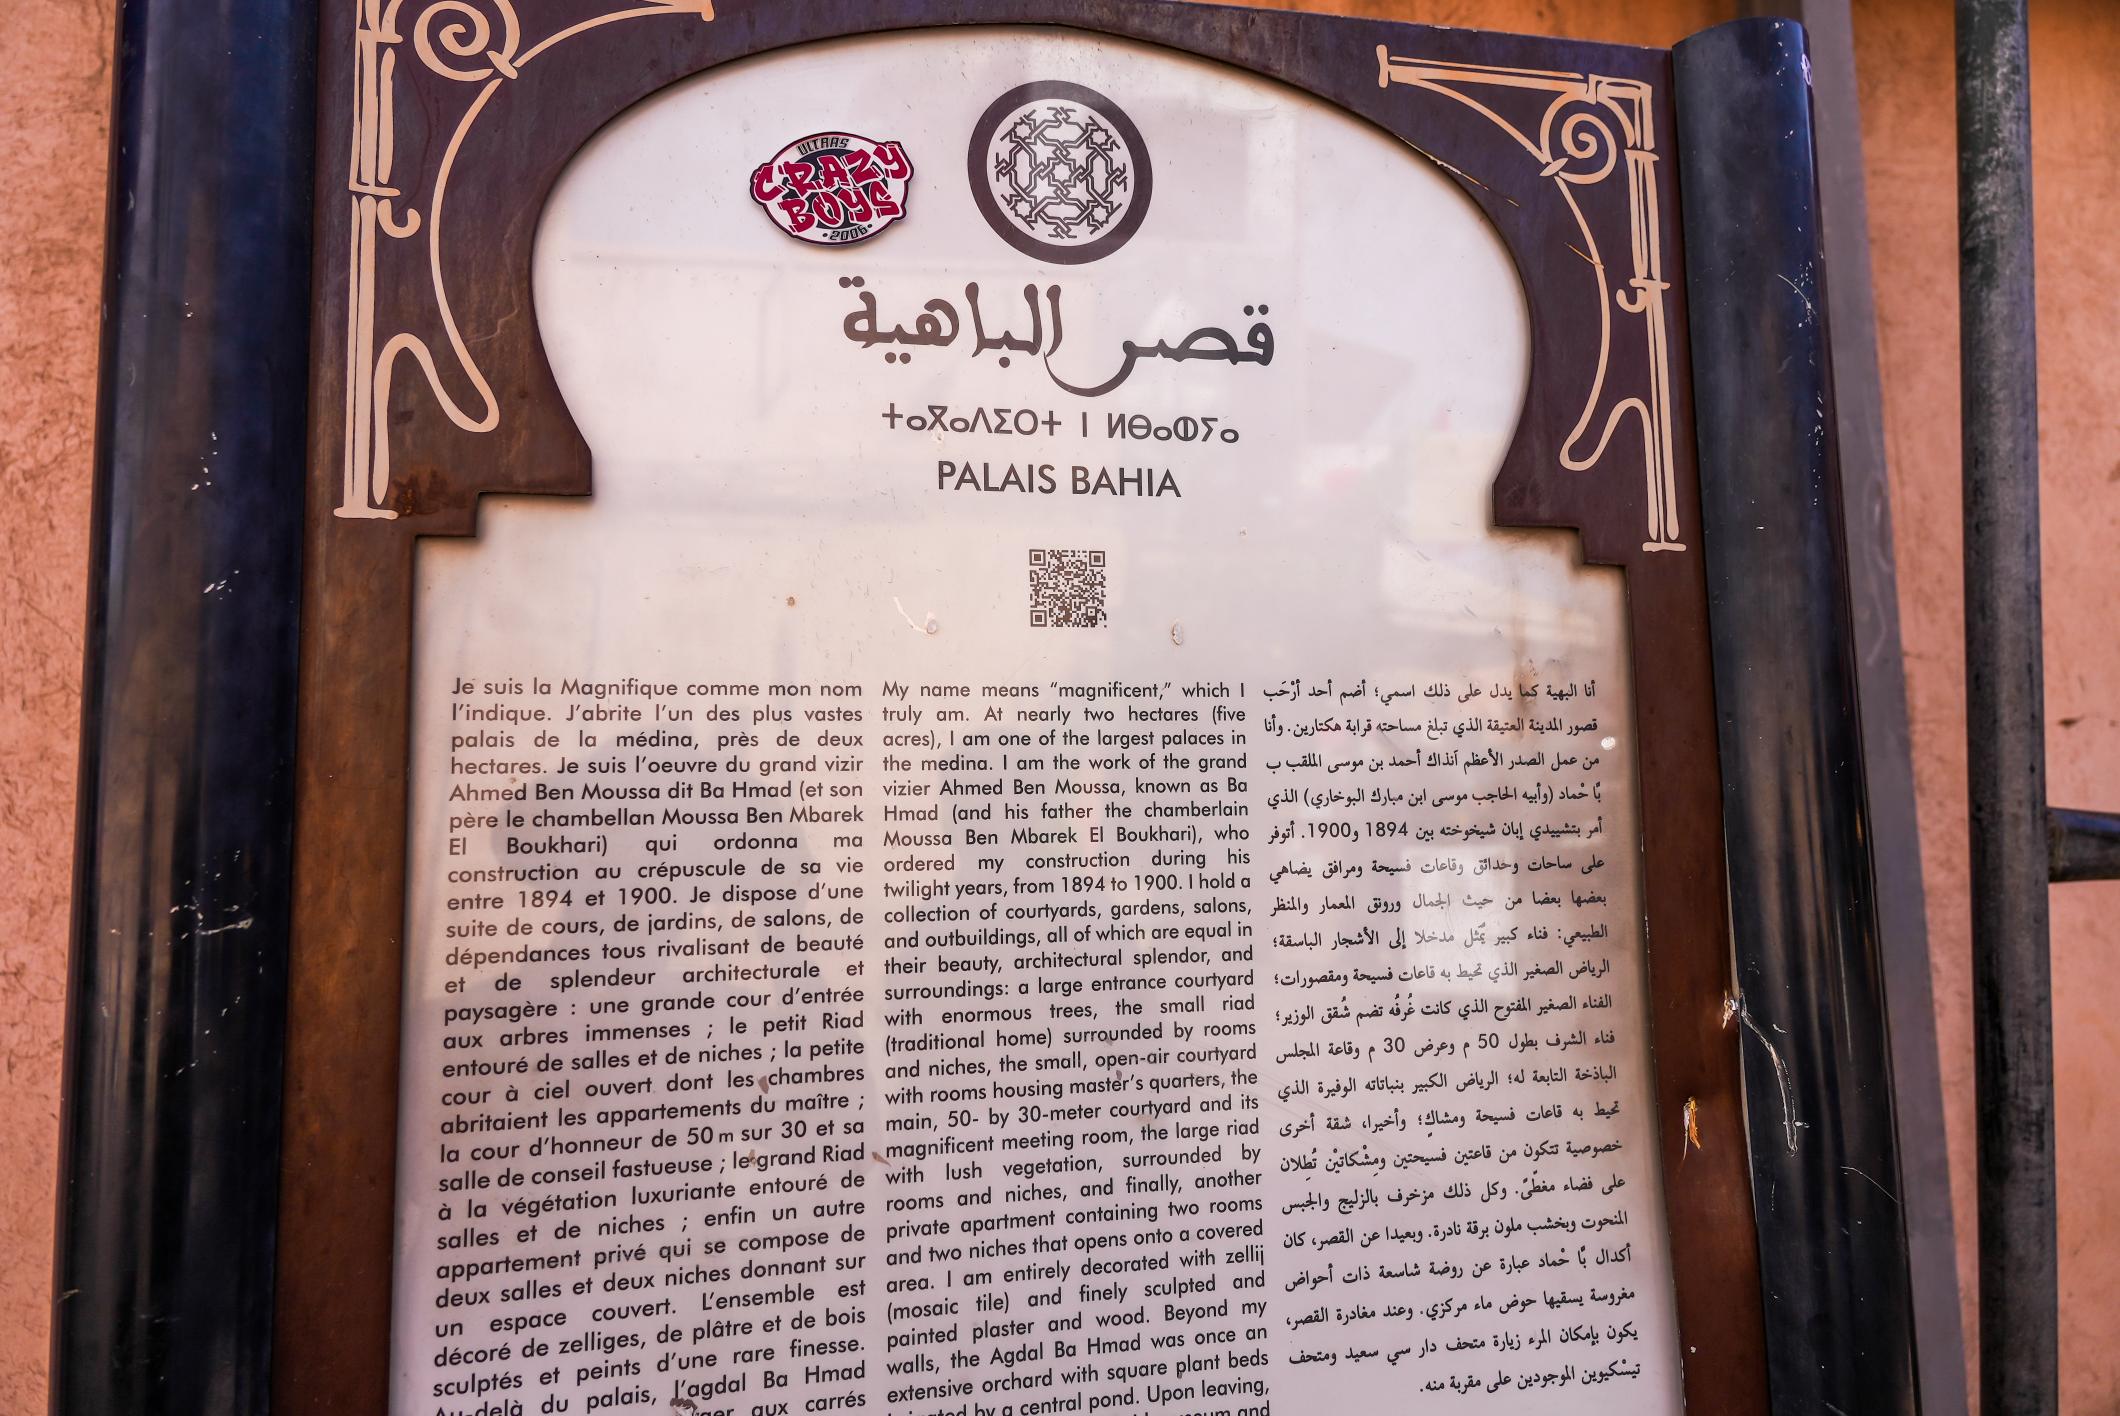 ULTRAS
CRAZY
BOYS
• 2006 •
قصر الباهية
ⵜⴰⴳⴰⴷⵉⵔⵜ ⵏ ⵍⴱⴰⵀⵢⴰ
PALAIS BAHIA
Je suis la Magnifique comme mon nom
l’indique. J’abrite l’un des plus vastes
palais de la médina, près de deux
hectares. Je suis l’oeuvre du grand vizir
Ahmed Ben Moussa dit Ba Hmad (et son
père le chambellan Moussa Ben Mbarek
El Boukhari) qui ordonna ma
construction au crépuscule de sa vie
entre 1894 et 1900. Je dispose d’une
suite de cours, de jardins, de salons, de
dépendances tous rivalisant de beauté
et de splendeur architecturale et
paysagère : une grande cour d’entrée
aux arbres immenses ; le petit Riad
entouré de salles et de niches ; la petite
cour à ciel ouvert dont les chambres
abritaient les appartements du maître ;
la cour d’honneur de 50 m sur 30 et sa
salle de conseil fastueuse ; le grand Riad
à la végétation luxuriante entouré de
salles et de niches ; enfin un autre
appartement privé qui se compose de
deux salles et deux niches donnant sur
un espace couvert. L’ensemble est
décoré de zelliges, de plâtre et de bois
sculptés et peints d’une rare finesse.
Au-delà du palais, l’agdal Ba Hmad
aux carrés
My name means “magnificent,” which I
truly am. At nearly two hectares (five
acres), I am one of the largest palaces in
the medina. I am the work of the grand
vizier Ahmed Ben Moussa, known as Ba
Hmad (and his father the chamberlain
Moussa Ben Mbarek El Boukhari), who
ordered my construction during his
twilight years, from 1894 to 1900. I hold a
collection of courtyards, gardens, salons,
and outbuildings, all of which are equal in
their beauty, architectural splendor, and
surroundings: a large entrance courtyard
with enormous trees, the small riad
(traditional home) surrounded by rooms
and niches, the small, open-air courtyard
with rooms housing master’s quarters, the
main, 50- by 30-meter courtyard and its
magnificent meeting room, the large riad
with lush vegetation, surrounded by
rooms and niches, and finally, another
private apartment containing two rooms
and two niches that opens onto a covered
area. I am entirely decorated with zellij
(mosaic tile) and finely sculpted and
painted plaster and wood. Beyond my
walls, the Agdal Ba Hmad was once an
extensive orchard with square plant beds
by a central pond. Upon leaving,
and
أنا البهية كما يدل على ذلك اسمي؛ أضم أحد أرْحَب
قصور المدينة العتيقة الذي تبلغ مساحته قرابة هكتارين. وأنا
من عمل الصدر الأعظم آنذاك أحمد بن موسى الملقب ب
بَّا حْماد (وأبيه الحاجب موسى ابن مبارك البوخاري) الذي
أمر بتشييدي إبان شيخوخته بين 1894 و1900. أتوفر
على ساحات وحدائق وقاعات فسيحة ومرافق يضاهي
بعضها بعضا من حيث الجمال ورونق المعمار والمنظر
الطبيعي: فناء كبير يُمثل مدخلا إلى الأشجار الباسقة؛
الرياض الصغير الذي تحيط به قاعات فسيحة ومقصورات؛
الفناء الصغير المفتوح الذي كانت غُرفُه تضم شُقق الوزير؛
فناء الشرف بطول 50 م وعرض 30 م وقاعة المجلس
الباذخة التابعة له؛ الرياض الكبير بنباتاته الوفيرة الذي
تحيط به قاعات فسيحة ومشاكٍ؛ وأخيرا، شقة أخرى
خصوصية تتكون من قاعتين فسيحتين ومِشْكاتيْن تُطِلان
على فضاء مغطّىً. وكل ذلك مزخرف بالزليج والجبس
المنحوت وبخشب ملون برقة نادرة. وبعيدا عن القصر، كان
أكدال بَّا حْماد عبارة عن روضة شاسعة ذات أحواض
مغروسة يسقيها حوض ماء مركزي. وعند مغادرة القصر،
يكون بإمكان المرء زيارة متحف دار سي سعيد ومتحف
تيسْكيوين الموجودين على مقربة منه.